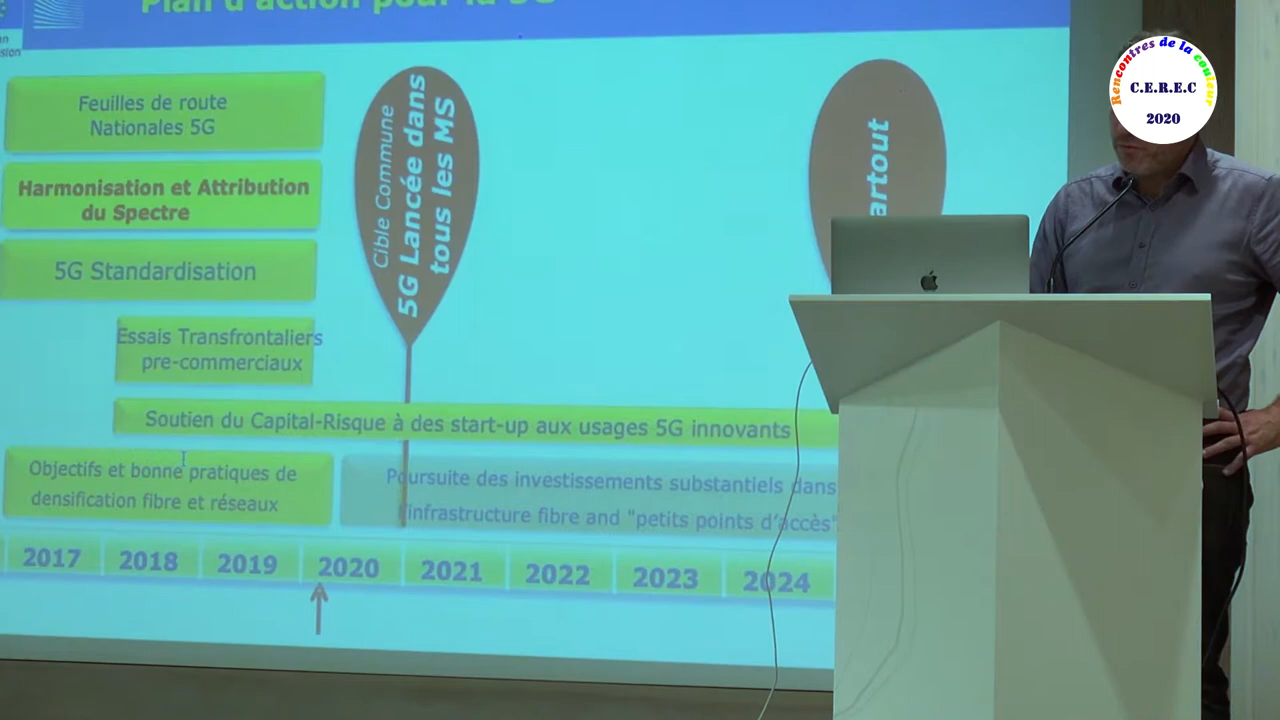 Plan d'action pour la 5G
Feuilles de route
Nationales 5G
Harmonisation et Attribution
du Spectre
5G Standardisation
Essais Transfrontaliers
pre-commerciaux
Soutien du Capital-Risque à des start-up aux usages 5G innovants
Objectifs et bonne pratiques de
densification fibre et réseaux
Poursuite des investissements substantiels dans
l'infrastructure fibre and "petits points d'accès"
Cible Commune
5G Lancée dans
tous les MS
artout
2017 2018 2019 2020 2021 2022 2023 2024
Rencontres de la couleur
C.E.R.E.C
2020